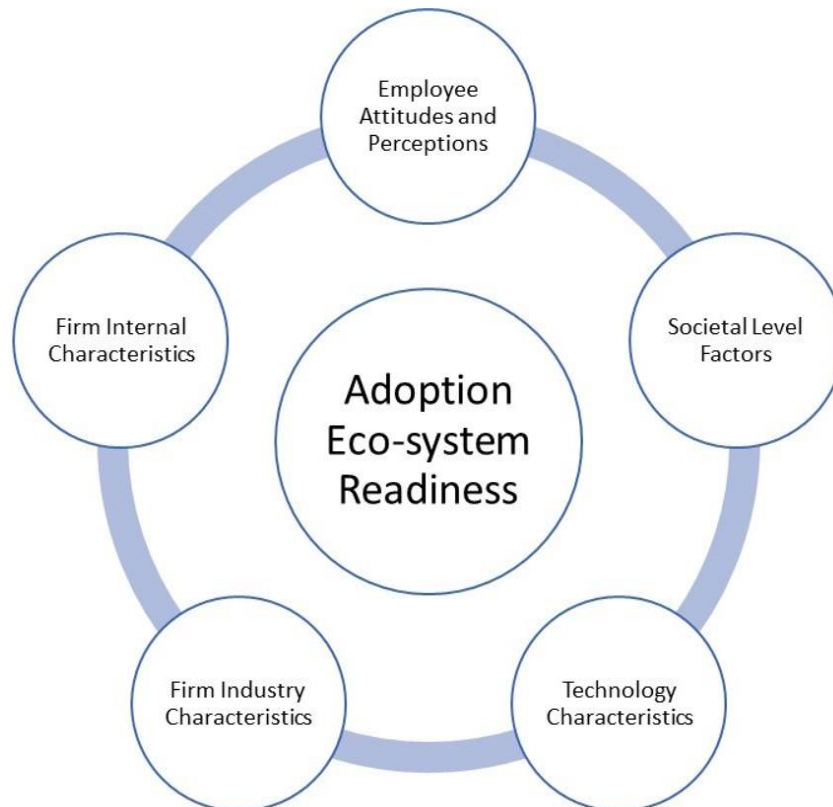 Employee
Attitudes and
Perceptions
Firm Internal
Characteristics
Societal Level
Factors
Adoption
Eco-system
Readiness
Firm Industry
Characteristics
Technology
Characteristics